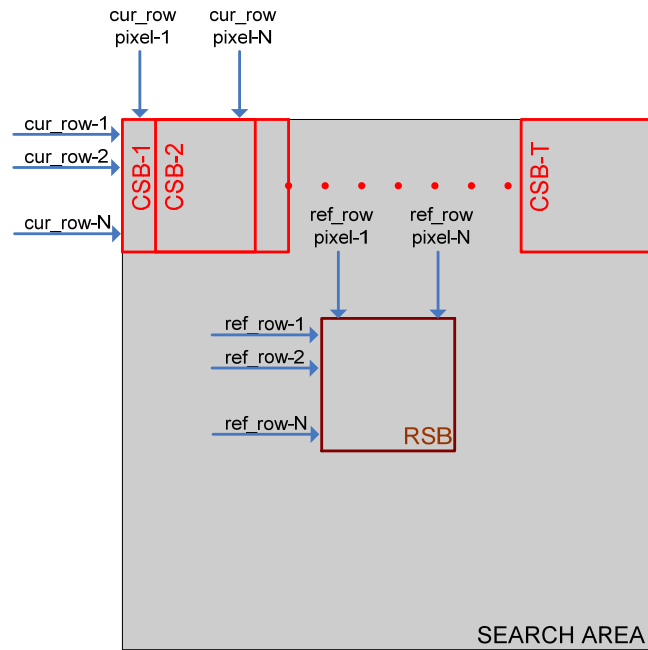 cur_row
pixel-1
cur_row
pixel-N
cur_row-1
cur_row-2
cur_row-N
CSB-1
CSB-2
CSB-T
ref_row
pixel-1
ref_row
pixel-N
ref_row-1
ref_row-2
ref_row-N
RSB
SEARCH AREA